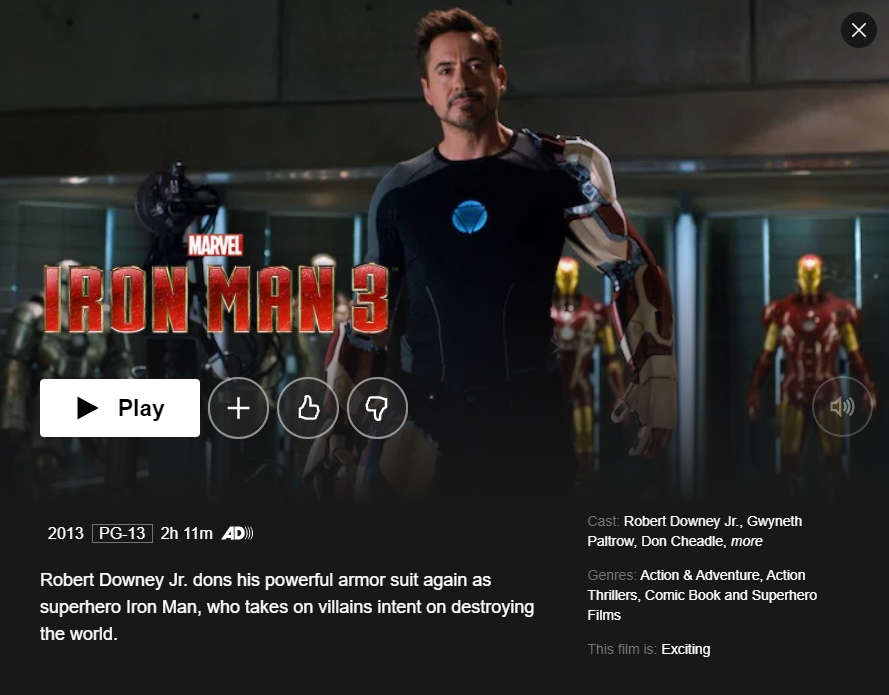 MARVEL
IRON MAN 3
Play
2013 PG-13 2h 11m AD)))
Robert Downey Jr. dons his powerful armor suit again as
superhero Iron Man, who takes on villains intent on destroying
the world.
Cast: Robert Downey Jr., Gwyneth
Paltrow, Don Cheadle, more
Genres: Action & Adventure, Action
Thrillers, Comic Book and Superhero
Films
This film is: Exciting